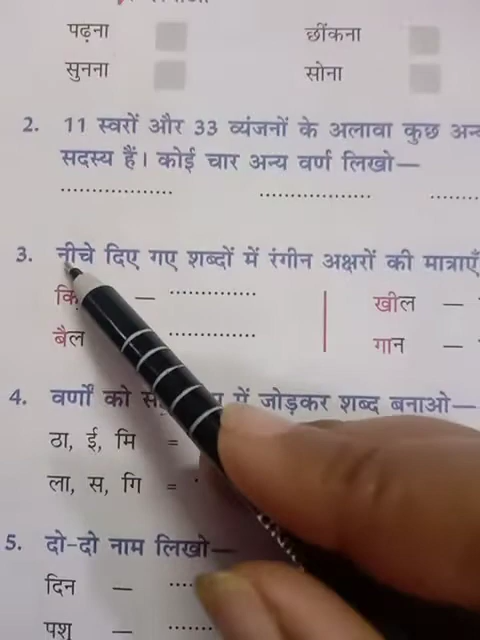 पढ़ना छींकना
सुनना सोना
2. 11 स्वरों और 33 व्यंजनों के अलावा कुछ
सदस्य हैं। कोई चार अन्य वर्ण लिखो—
3. नीचे दिए गए शब्दों में रंगीन अक्षरों की मात्राएँ
— खील —
बैल गान —
4. वर्णों को में जोड़कर शब्द बनाओ—
ठा, ई, मि =
ला, स, गि =
5. दो-दो नाम लिखो—
दिन —
पशु —